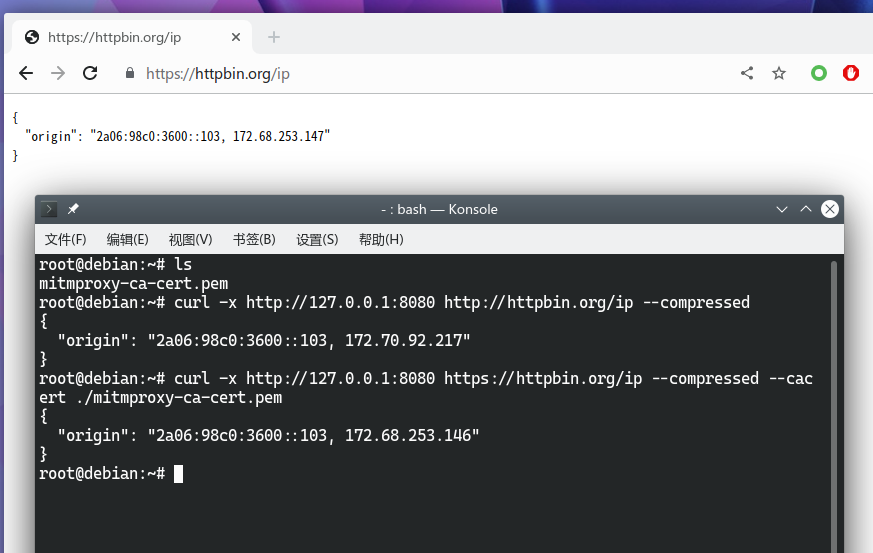 https://httpbin.org/ip
https://httpbin.org/ip
{
"origin": "2a06:98c0:3600::103, 172.68.253.147"
}
- : bash — Konsole
文件(F) 编辑(E) 视图(V) 书签(B) 设置(S) 帮助(H)
root@debian:~# ls
mitmproxy-ca-cert.pem
root@debian:~# curl -x http://127.0.0.1:8080 http://httpbin.org/ip --compressed
{
"origin": "2a06:98c0:3600::103, 172.70.92.217"
}
root@debian:~# curl -x http://127.0.0.1:8080 https://httpbin.org/ip --compressed --cac
ert ./mitmproxy-ca-cert.pem
{
"origin": "2a06:98c0:3600::103, 172.68.253.146"
}
root@debian:~#